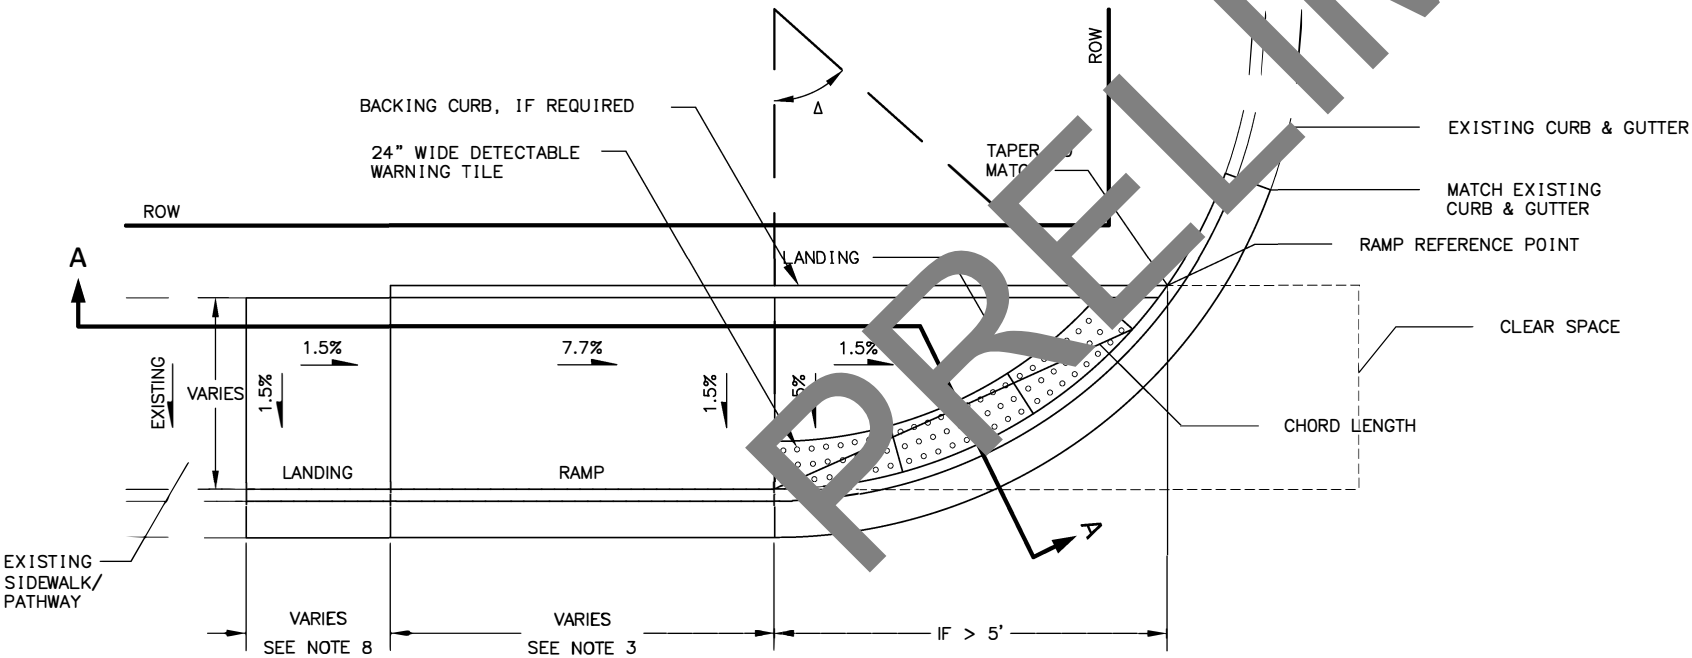 ROW
Δ
BACKING CURB, IF REQUIRED
24" WIDE DETECTABLE
WARNING TILE
TAPER
EXISTING CURB & GUTTER
MATCH EXISTING
CURB & GUTTER
ROW
RAMP REFERENCE POINT
LANDING
A
CLEAR SPACE
1.5%
7.7%
1.5%
EXISTING
VARIES
1.5%
1.5%
CHORD LENGTH
LANDING
RAMP
A
EXISTING
SIDEWALK/
PATHWAY
VARIES
SEE NOTE 8
VARIES
SEE NOTE 3
IF > 5'